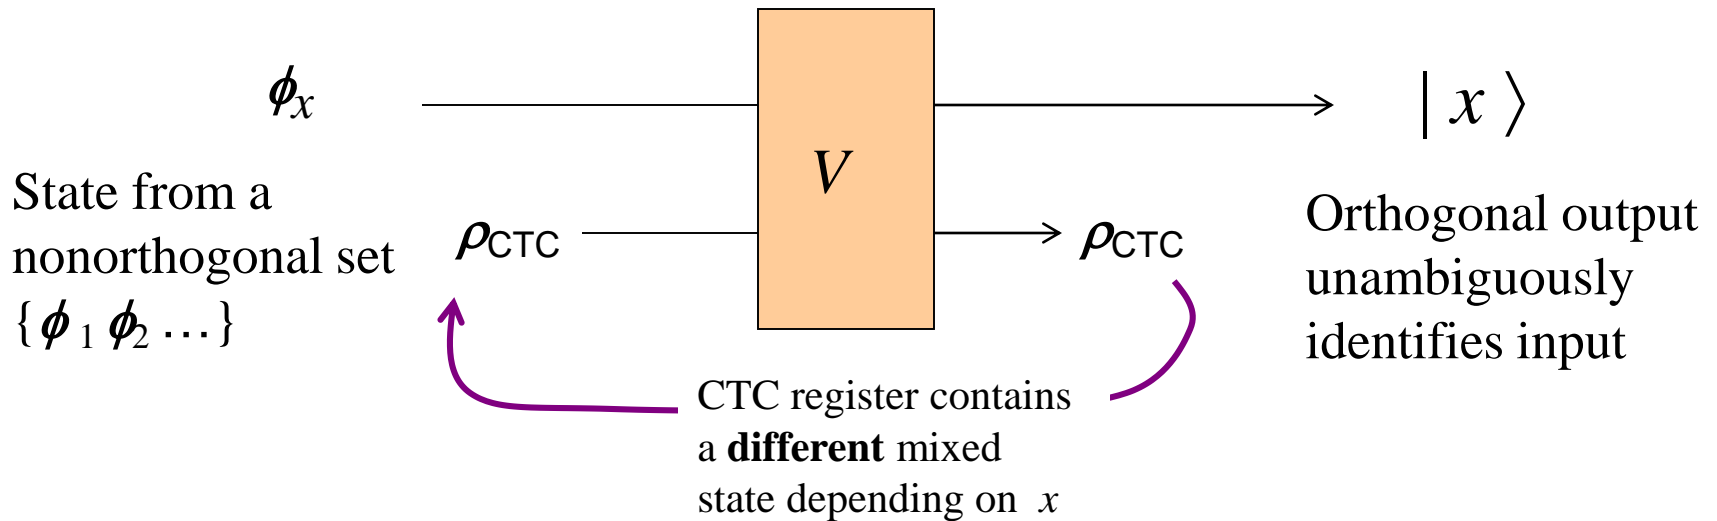 ϕx
| x ⟩
V
State from a
nonorthogonal set
{ ϕ 1 ϕ2 …}
ρCTC
ρCTC
Orthogonal output
unambiguously
identifies input
CTC register contains
a different mixed
state depending on x